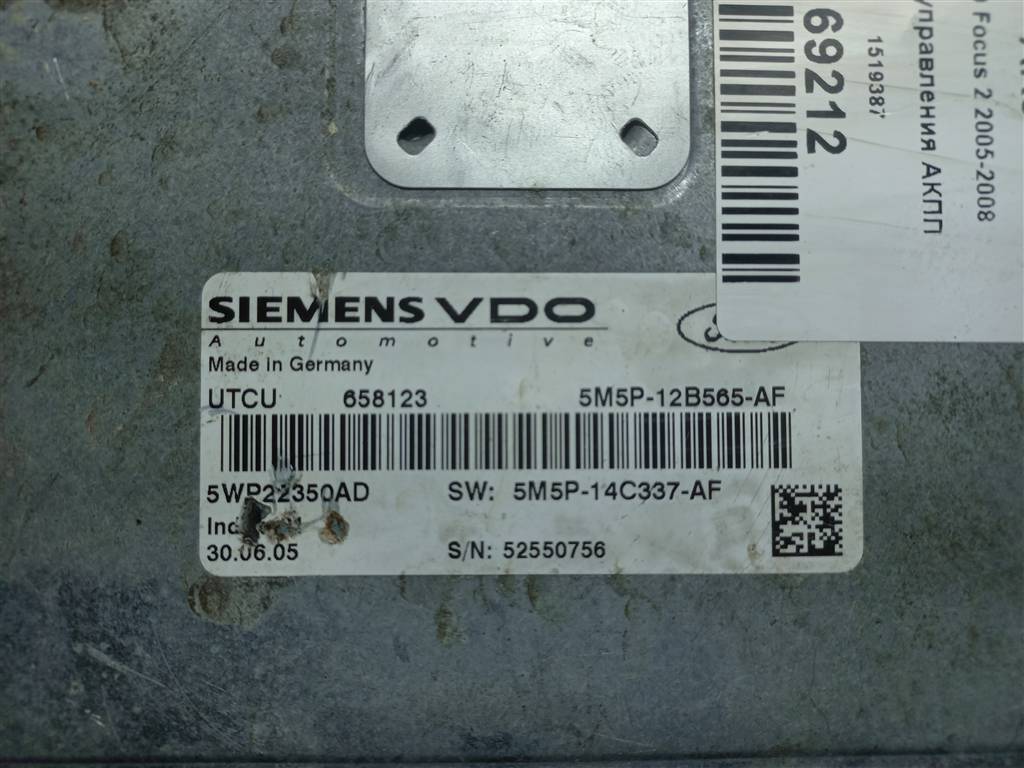 SIEMENS VDO
Automotive
Made in Germany
UTCU 658123 5M5P-12B565-AF
5WP22350AD SW: 5M5P-14C337-AF
30.06.05 S/N: 52550756
Focus 2 2005-2008
управления АКПП
1519387
69212